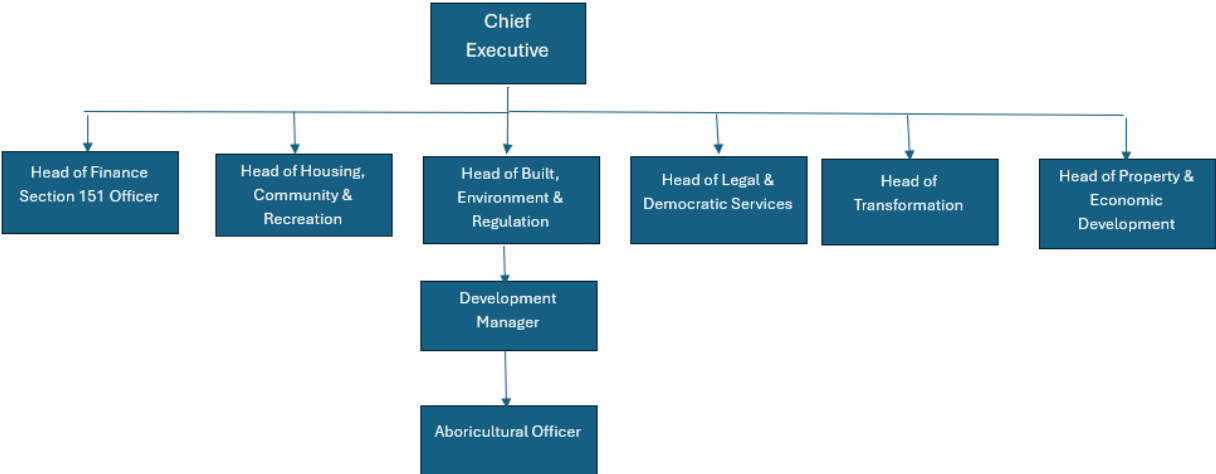 Chief
Executive
Head of Finance
Section 151 Officer
Head of Housing,
Community &
Recreation
Head of Built,
Environment &
Regulation
Head of Legal &
Democratic Services
Head of
Transformation
Head of Property &
Economic
Development
Development
Manager
Aboricultural Officer